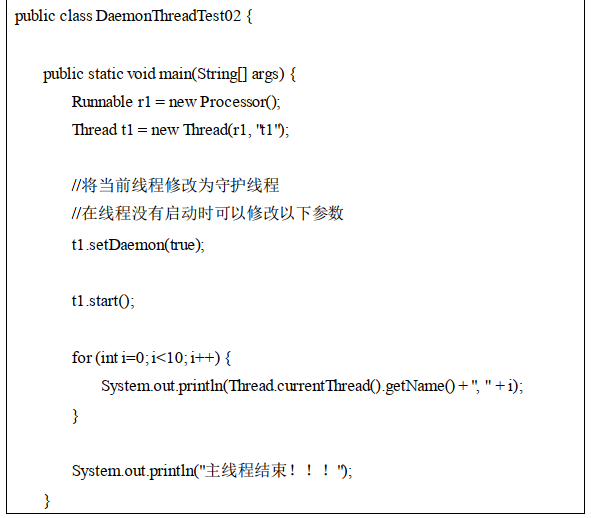 public class DaemonThreadTest02 {
public static void main(String[] args) {
Runnable r1 = new Processor();
Thread t1 = new Thread(r1, "t1");
//将当前线程修改为守护线程
//在线程没有启动时可以修改以下参数
t1.setDaemon(true);
t1.start();
for (int i=0; i<10; i++) {
System.out.println(Thread.currentThread().getName() + ", " + i);
}
System.out.println("主线程结束！！！");
}